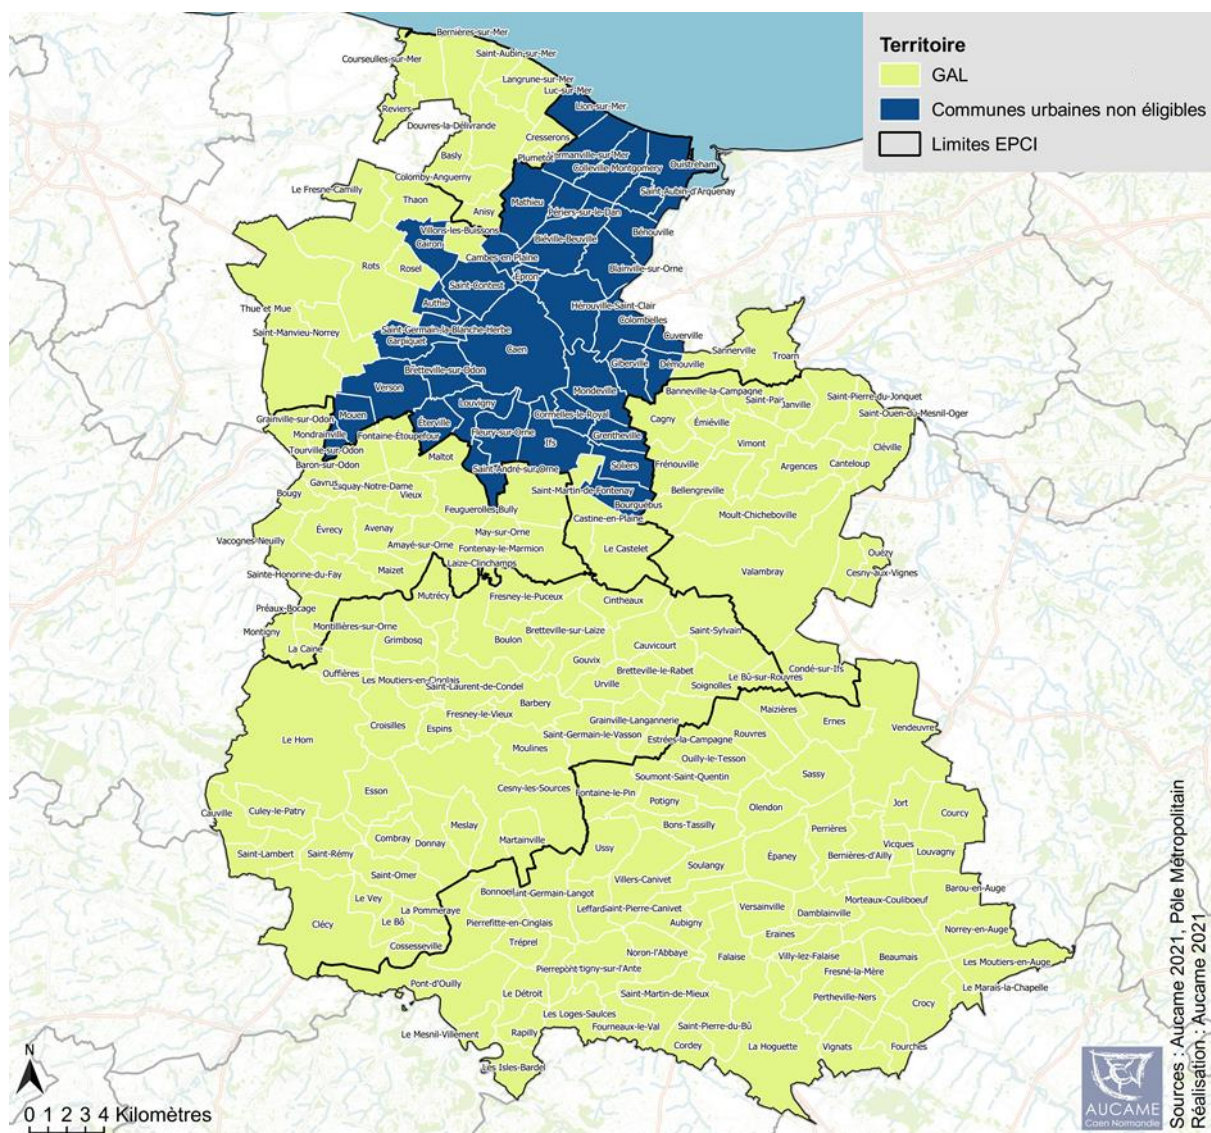 Territoire
GAL
Communes urbaines non éligibles
Limites EPCI
Bernières-sur-Mer
Courseulles-sur-Mer
Saint-Aubin-sur-Mer
Langrune-sur-Mer
Luc-sur-Mer
Lion-sur-Mer
Reviers
Douvres-la-Délivrande
Cresserons
Basly
Plumetot
Hermanville-sur-Mer
Colleville-Montgomery
Ouistreham
Colomby-Anguerny
Saint-Aubin-d'Arquenay
Le Fresne-Camilly
Thaon
Anisy
Mathieu
Périers-sur-le-Dan
Villons-les-Buissons
Bénouville
Cairon
Biéville-Beuville
Cambes-en-Plaine
Rots
Rosel
Épron
Blainville-sur-Orne
Saint-Contest
Thue et Mue
Authie
Hérouville-Saint-Clair
Colombelles
Saint-Manvieu-Norrey
Saint-Germain-la-Blanche-Herbe
Carpiquet
Cuverville
Caen
Sannerville
Troarn
Bretteville-sur-Odon
Giberville
Démouville
Verson
Mondeville
Banneville-la-Campagne
Saint-Pair
Janville
Saint-Pierre-du-Jonquet
Louvigny
Saint-Ouen-du-Mesnil-Oger
Grainville-sur-Odon
Mouen
Cormelles-le-Royal
Cagny
Émiéville
Mondrainville
Fontaine-Étoupefour
Éterville
Fleury-sur-Orne
Ifs
Grentheville
Vimont
Cléville
Tourville-sur-Odon
Maltot
Baron-sur-Odon
Saint-André-sur-Orne
Soliers
Frénouville
Argences
Canteloup
Gavrus
Esquay-Notre-Dame
Bougy
Vieux
Saint-Martin-de-Fontenay
Bellengreville
Bourguébus
Feuguerolles-Bully
Castine-en-Plaine
Moult-Chicheboville
Évrecy
Avenay
May-sur-Orne
Vacognes-Neuilly
Amayé-sur-Orne
Fontenay-le-Marmion
Le Castelet
Ouézy
Laize-Clinchamps
Sainte-Honorine-du-Fay
Maizet
Valambray
Cesny-aux-Vignes
Mutrécy
Fresney-le-Puceux
Cintheaux
Préaux-Bocage
Montigny
Montillières-sur-Orne
Grimbosq
Boulon
Bretteville-sur-Laize
Saint-Sylvain
La Caine
Cauvicourt
Gouvix
Condé-sur-Ifs
Ouffières
Les Moutiers-en-Cinglais
Bretteville-le-Rabet
Le Bû-sur-Rouvres
Saint-Laurent-de-Condel
Urville
Soignolles
Barbery
Maizières
Fresney-le-Vieux
Grainville-Langannerie
Ernes
Croisilles
Espins
Vendeuvre
Le Hom
Saint-Germain-le-Vasson
Estrées-la-Campagne
Rouvres
Moulines
Ouilly-le-Tesson
Soumont-Saint-Quentin
Sassy
Esson
Cesny-les-Sources
Fontaine-le-Pin
Potigny
Olendon
Jort
Cauville
Culey-le-Patry
Courcy
Meslay
Bons-Tassilly
Perrières
Combray
Donnay
Martainville
Ussy
Vicques
Saint-Lambert
Saint-Rémy
Épaney
Bernières-d'Ailly
Louvagny
Soulangy
Saint-Omer
Villers-Canivet
Bonnoeil
Saint-Germain-Langot
Barou-en-Auge
Le Vey
Versainville
Morteaux-Coulibœuf
La Pommeraye
Leffard
Saint-Pierre-Canivet
Damblainville
Clécy
Le Bô
Pierrefitte-en-Cinglais
Aubigny
Norrey-en-Auge
Eraines
Cossesseville
Tréprel
Noron-l'Abbaye
Falaise
Villy-lez-Falaise
Beaumais
Les Moutiers-en-Auge
Pierrepont
Fresné-la-Mère
Pont-d'Ouilly
Le Détroit
Saint-Martin-de-Mieux
Pertheville-Ners
Le Marais-la-Chapelle
Crocy
Les Loges-Saulces
Le Mesnil-Villement
Rapilly
Fourneaux-le-Val
Saint-Pierre-du-Bû
Cordey
La Hoguette
Vignats
Fourches
Les Isles-Bardel
N
0 1 2 3 4 Kilomètres
AUCAME
Caen Normandie
Sources : Aucame 2021, Pôle Métropolitain
Réalisation : Aucame 2021